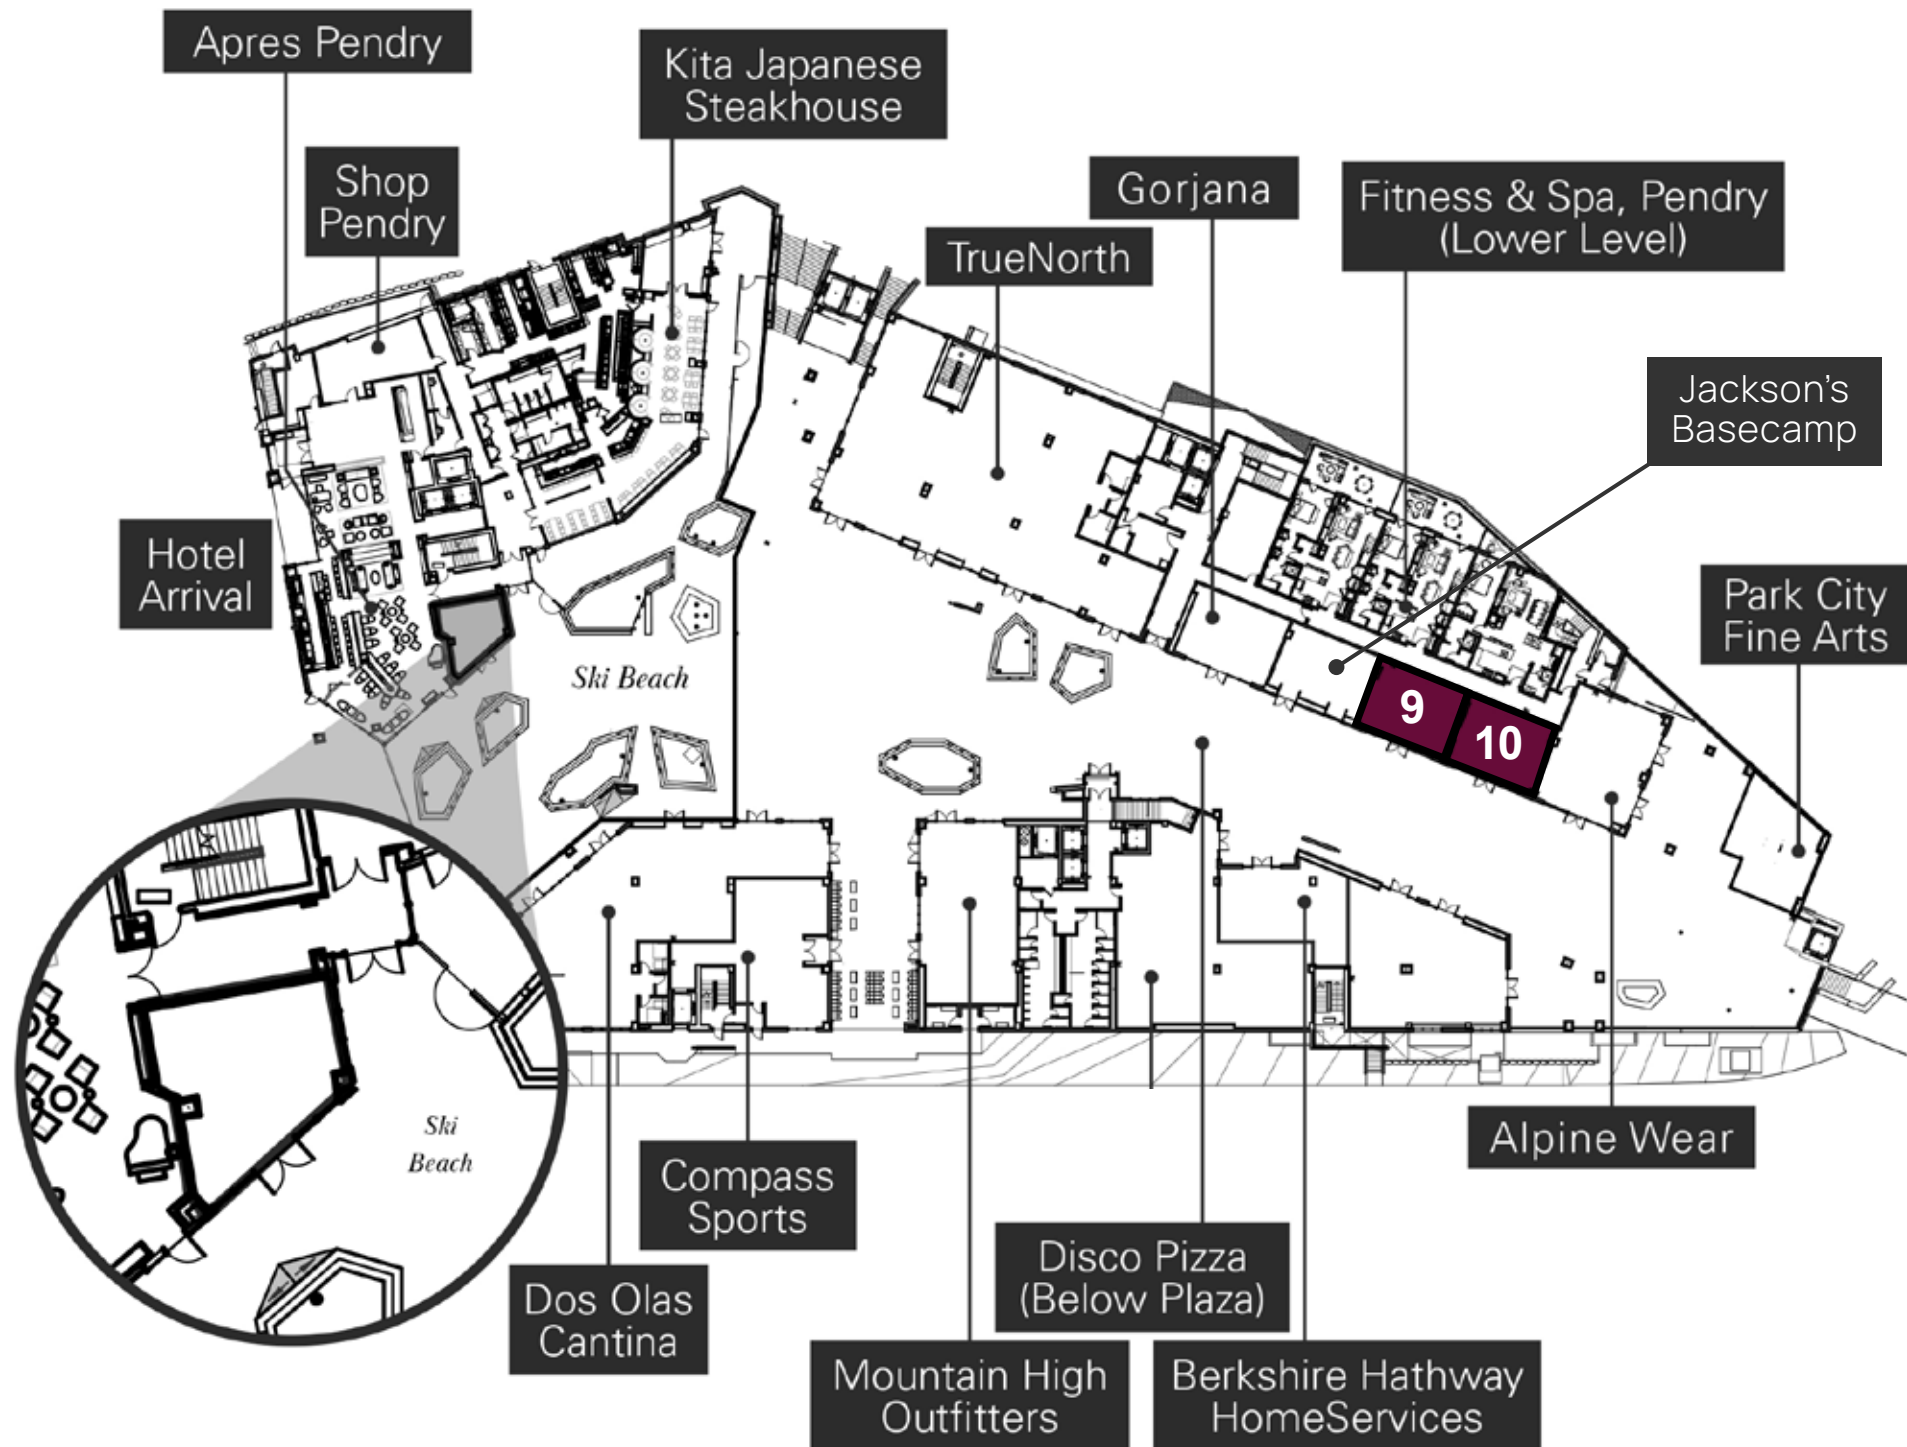 Apres Pendry
Kita Japanese
Steakhouse
Shop
Pendry
Gorjana
Fitness & Spa, Pendry
(Lower Level)
TrueNorth
Jackson's
Basecamp
Hotel
Arrival
Park City
Fine Arts
Ski Beach
9
10
Ski
Beach
Alpine Wear
Compass
Sports
Disco Pizza
(Below Plaza)
Dos Olas
Cantina
Mountain High
Outfitters
Berkshire Hathway
HomeServices